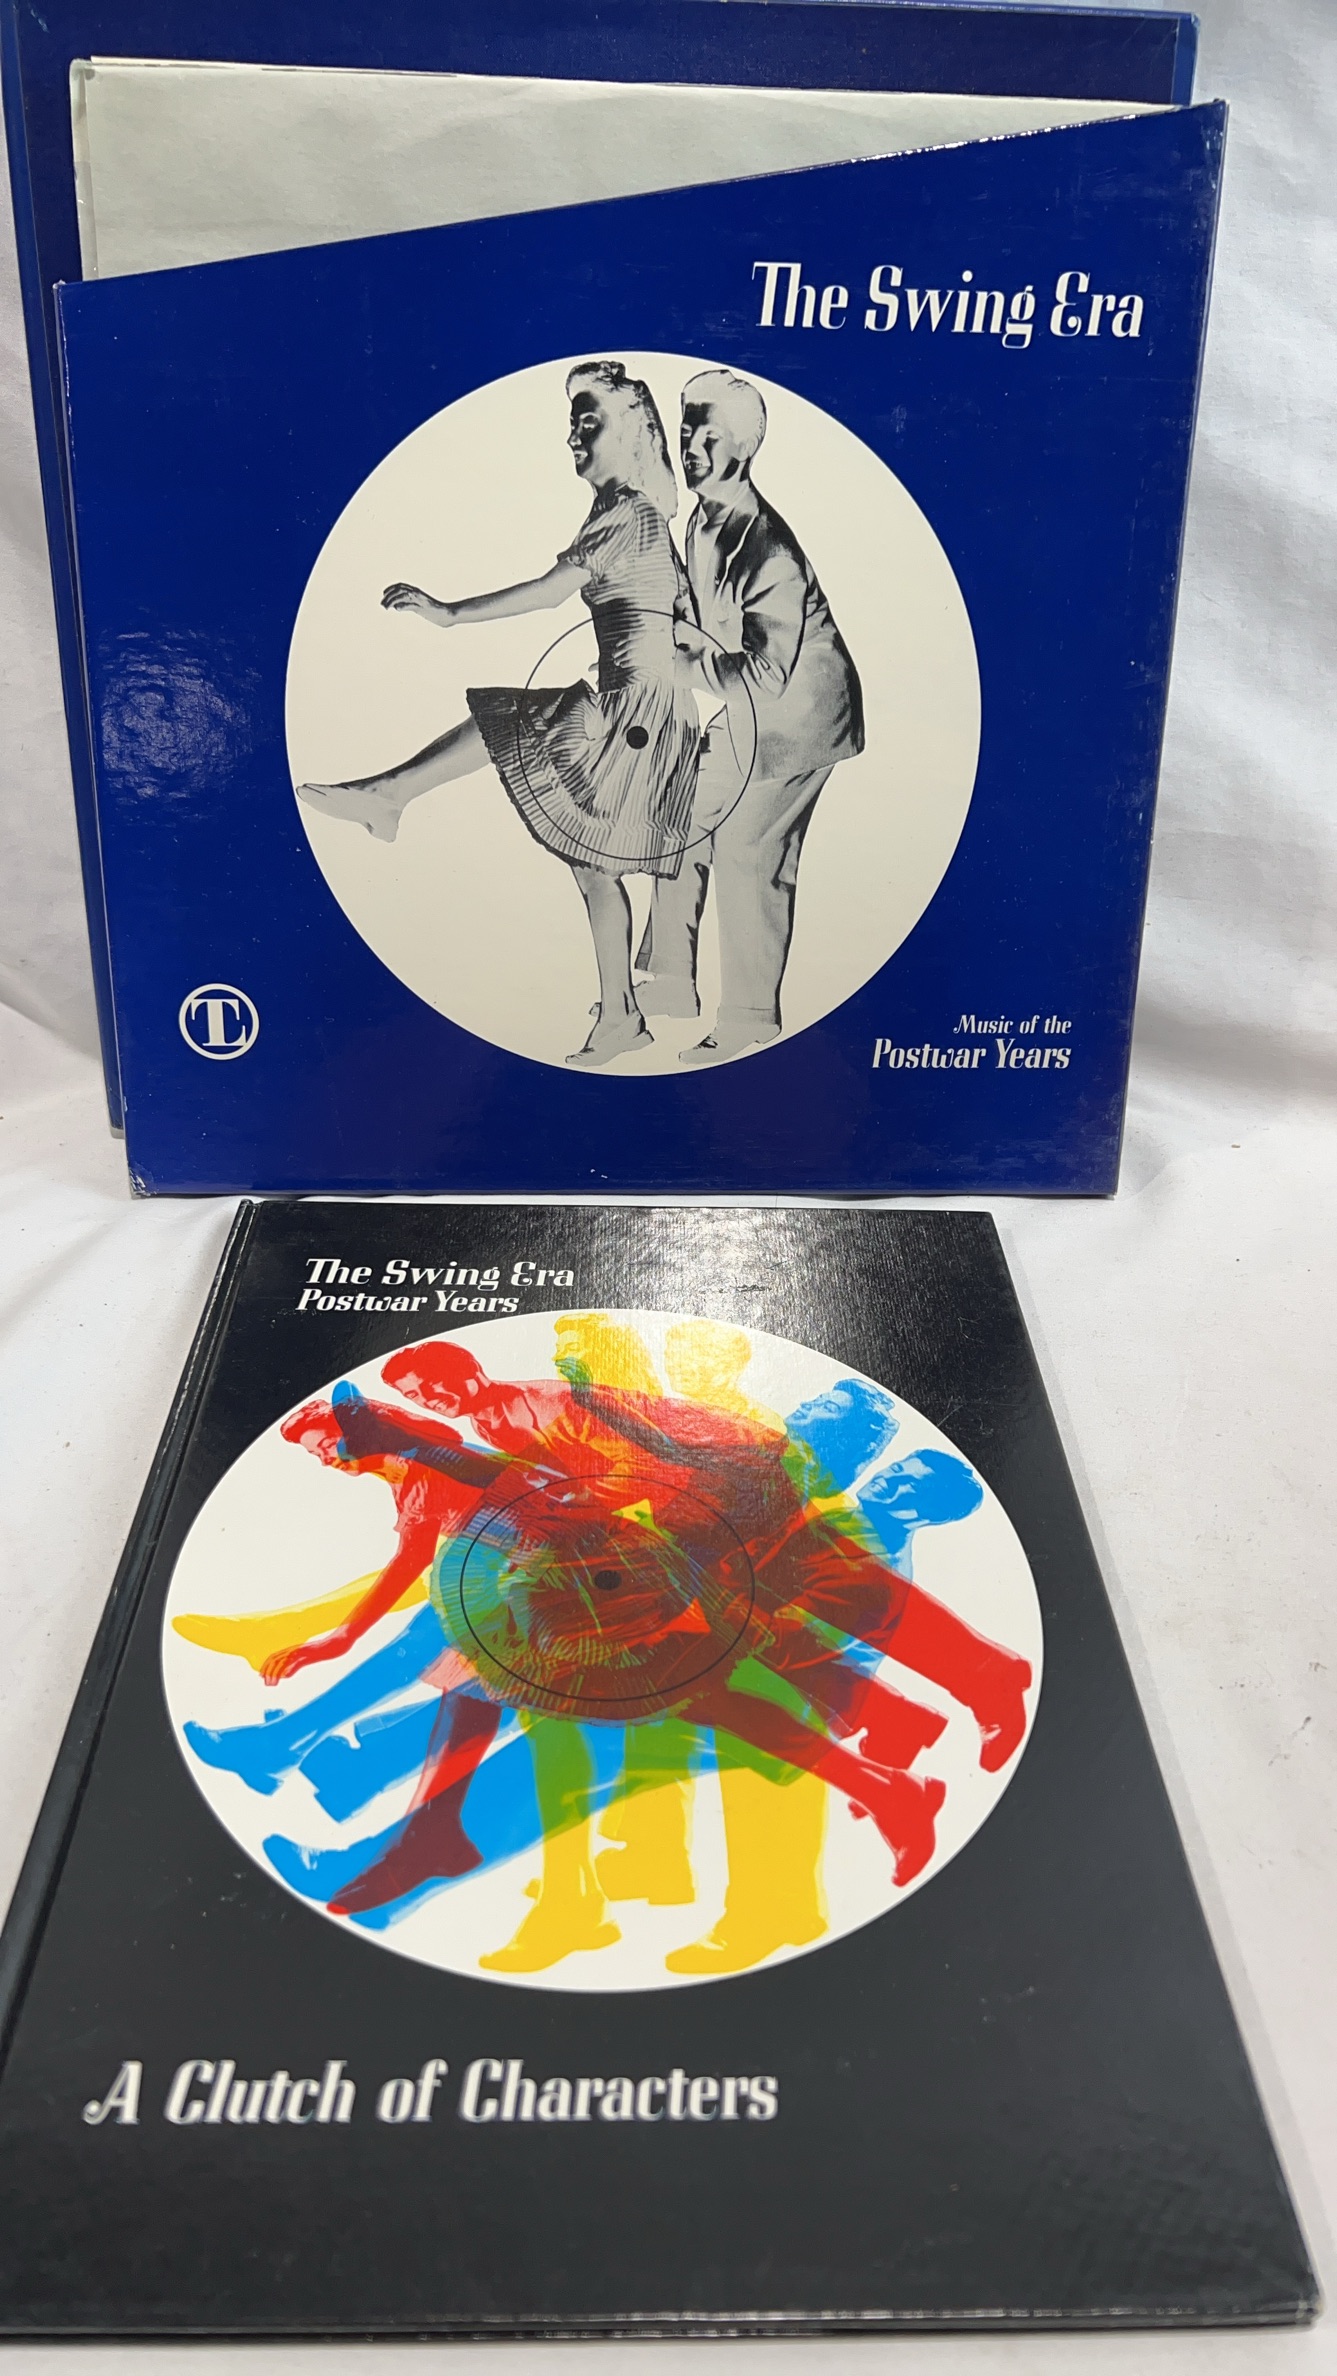 The Swing Era
TL
Music of the
Postwar Years
The Swing Era
Postwar Years
A Clutch of Characters